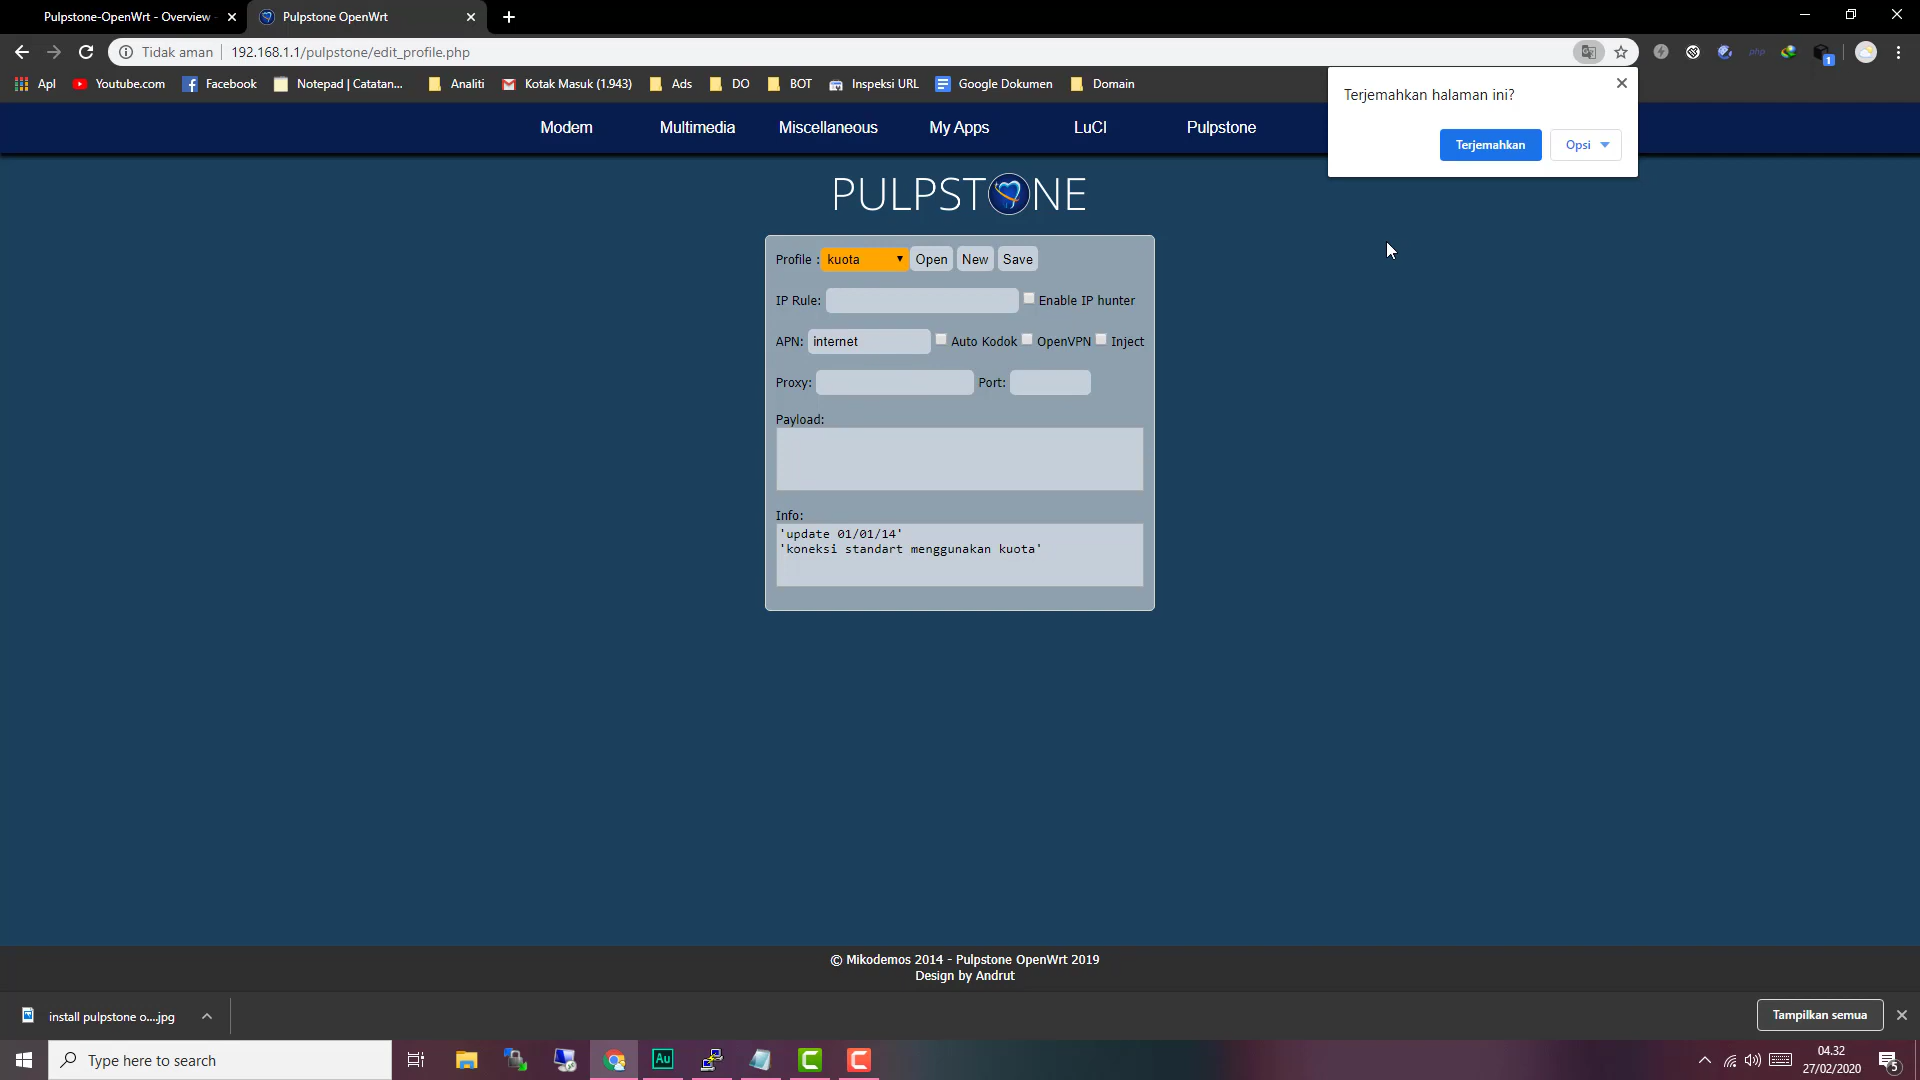 Pulpstone-OpenWrt - Overview
Pulpstone OpenWrt
Tidak aman
192.168.1.1/pulpstone/edit_profile.php
Apl
Youtube.com
Facebook
Notepad | Catatan...
Analiti
Kotak Masuk (1.943)
Ads
DO
BOT
Inspeksi URL
Google Dokumen
Domain
php
1
Terjemahkan halaman ini?
Terjemahkan
Opsi
Modem
Multimedia
Miscellaneous
My Apps
LuCI
Pulpstone
PULPSTONE
Profile :
kuota
Open
New
Save
IP Rule:
Enable IP hunter
APN:
internet
Auto Kodok
OpenVPN
Inject
Proxy:
Port:
Payload:
Info:
'update 01/01/14'
'koneksi standart menggunakan kuota'
© Mikodemos 2014 - Pulpstone OpenWrt 2019
Design by Andrut
install pulpstone o....jpg
Tampilkan semua
Type here to search
Au
04.32
27/02/2020
5